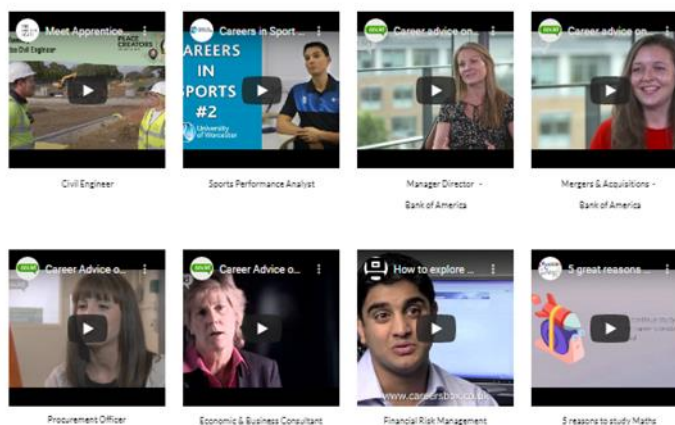 Meet Apprentice...
Careers in Sport ...
Career advice on...
Career advice on...
PLACE
CREATORS
Civil Engineer
CAREERS
IN
SPORTS
#2
University
of Worcester
Civil Engineer
Sports Performance Analyst
Manager Director -
Bank of America
Mergers & Acquisitions -
Bank of America
Career Advice o...
Career Advice o...
How to explore ...
5 great reasons ...
www.careersbox.co.uk
Procurement Officer
Economic & Business Consultant
Financial Risk Management
5 reasons to study Maths